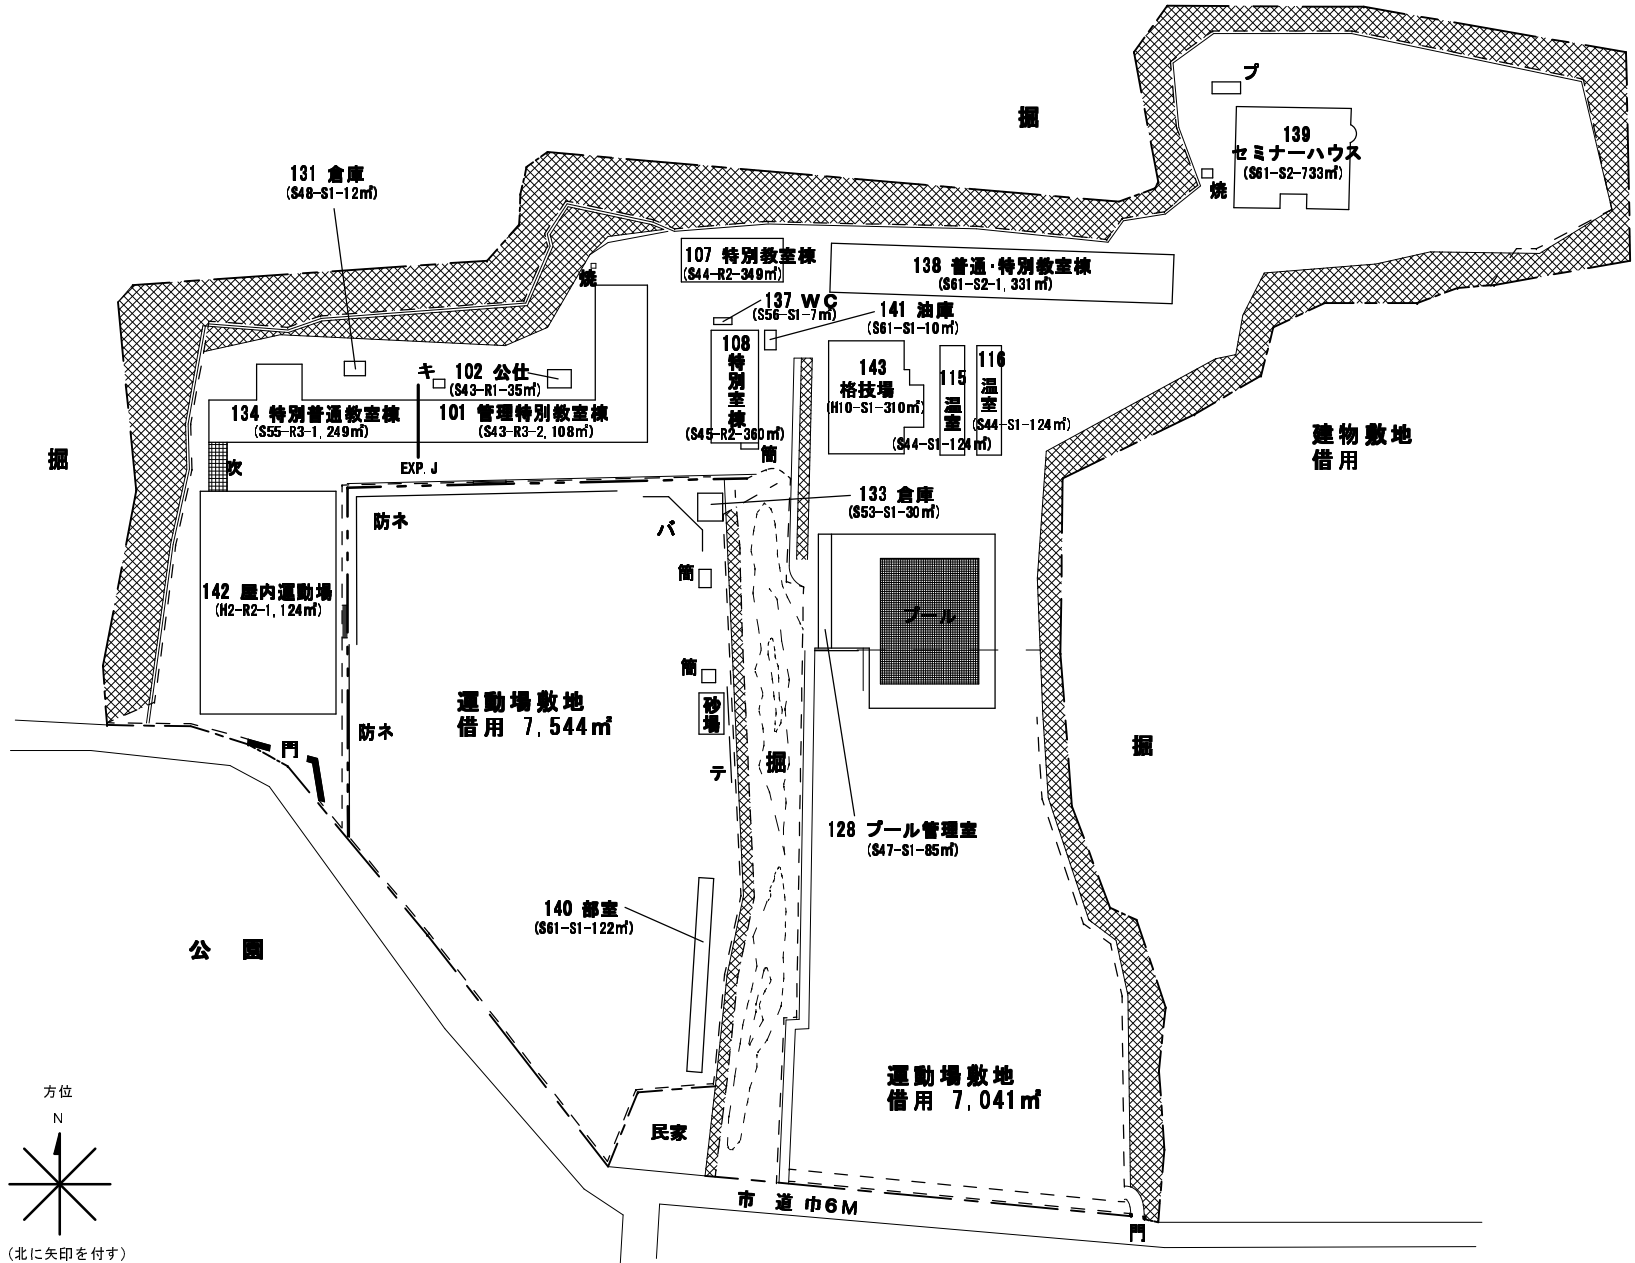 プ
掘
139
セミナーハウス
(S61-S2-733㎡)
焼
131 倉庫
(S48-S1-12㎡)
107 特別教室棟
(S44-R2-349㎡)
138 普通・特別教室棟
(S61-S2-1,331㎡)
焼
137 WC
(S56-S1-7㎡)
141 油庫
(S61-S1-10㎡)
108
特別室棟
(S45-R2-360㎡)
143
格技場
(H10-S1-310㎡)
115
温室
(S44-S1-124㎡)
116
温室
(S44-S1-124㎡)
キ
102 公仕
(S43-R1-35㎡)
134 特別普通教室棟
(S55-R3-1,249㎡)
101 管理特別教室棟
(S43-R3-2,108㎡)
建物敷地
借用
掘
吹
EXP.J
簡
133 倉庫
(S53-S1-30㎡)
防ネ
バ
簡
142 屋内運動場
(H2-R2-1,124㎡)
プール
簡
運動場敷地
借用 7,544㎡
砂場
防ネ
門
テ
掘
掘
128 プール管理室
(S47-S1-85㎡)
140 部室
(S61-S1-122㎡)
公 園
運動場敷地
借用 7,041㎡
方位
N
民家
市 道 巾6M
門
(北に矢印を付す)